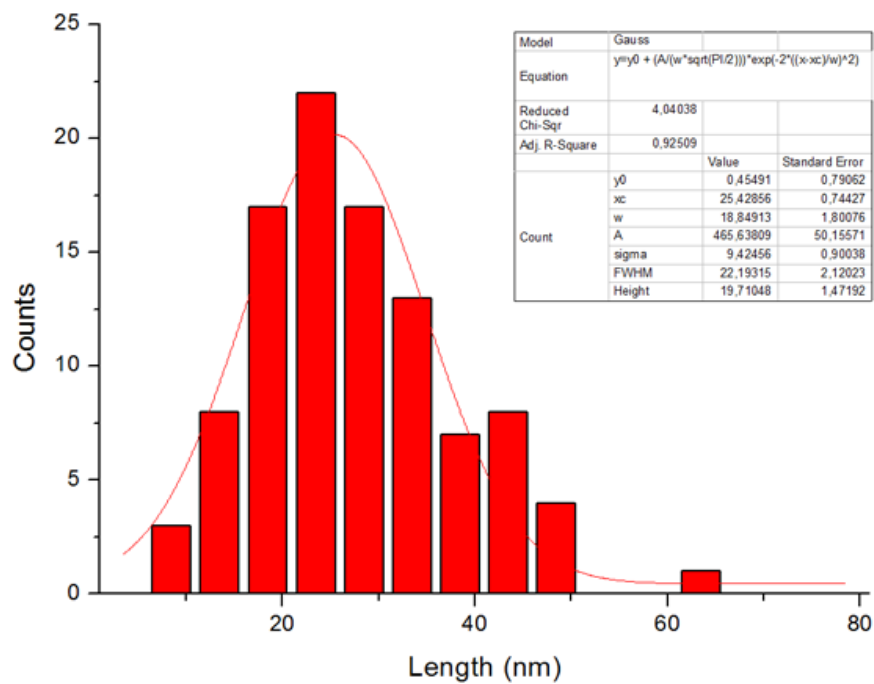 25
20
15
10
5
0
Counts
20
40
60
80
Length (nm)
Model Gauss
Equation y=y0 + (A/(w*sqrt(PI/2)))*exp(-2*((x-xc)/w)^2)
Reduced Chi-Sqr 4,04038
Adj. R-Square 0,92509
Value Standard Error
Count y0 0,45491 0,79062
xc 25,42856 0,74427
w 18,84913 1,80076
A 465,63809 50,15571
sigma 9,42456 0,90038
FWHM 22,19315 2,12023
Height 19,71048 1,47192